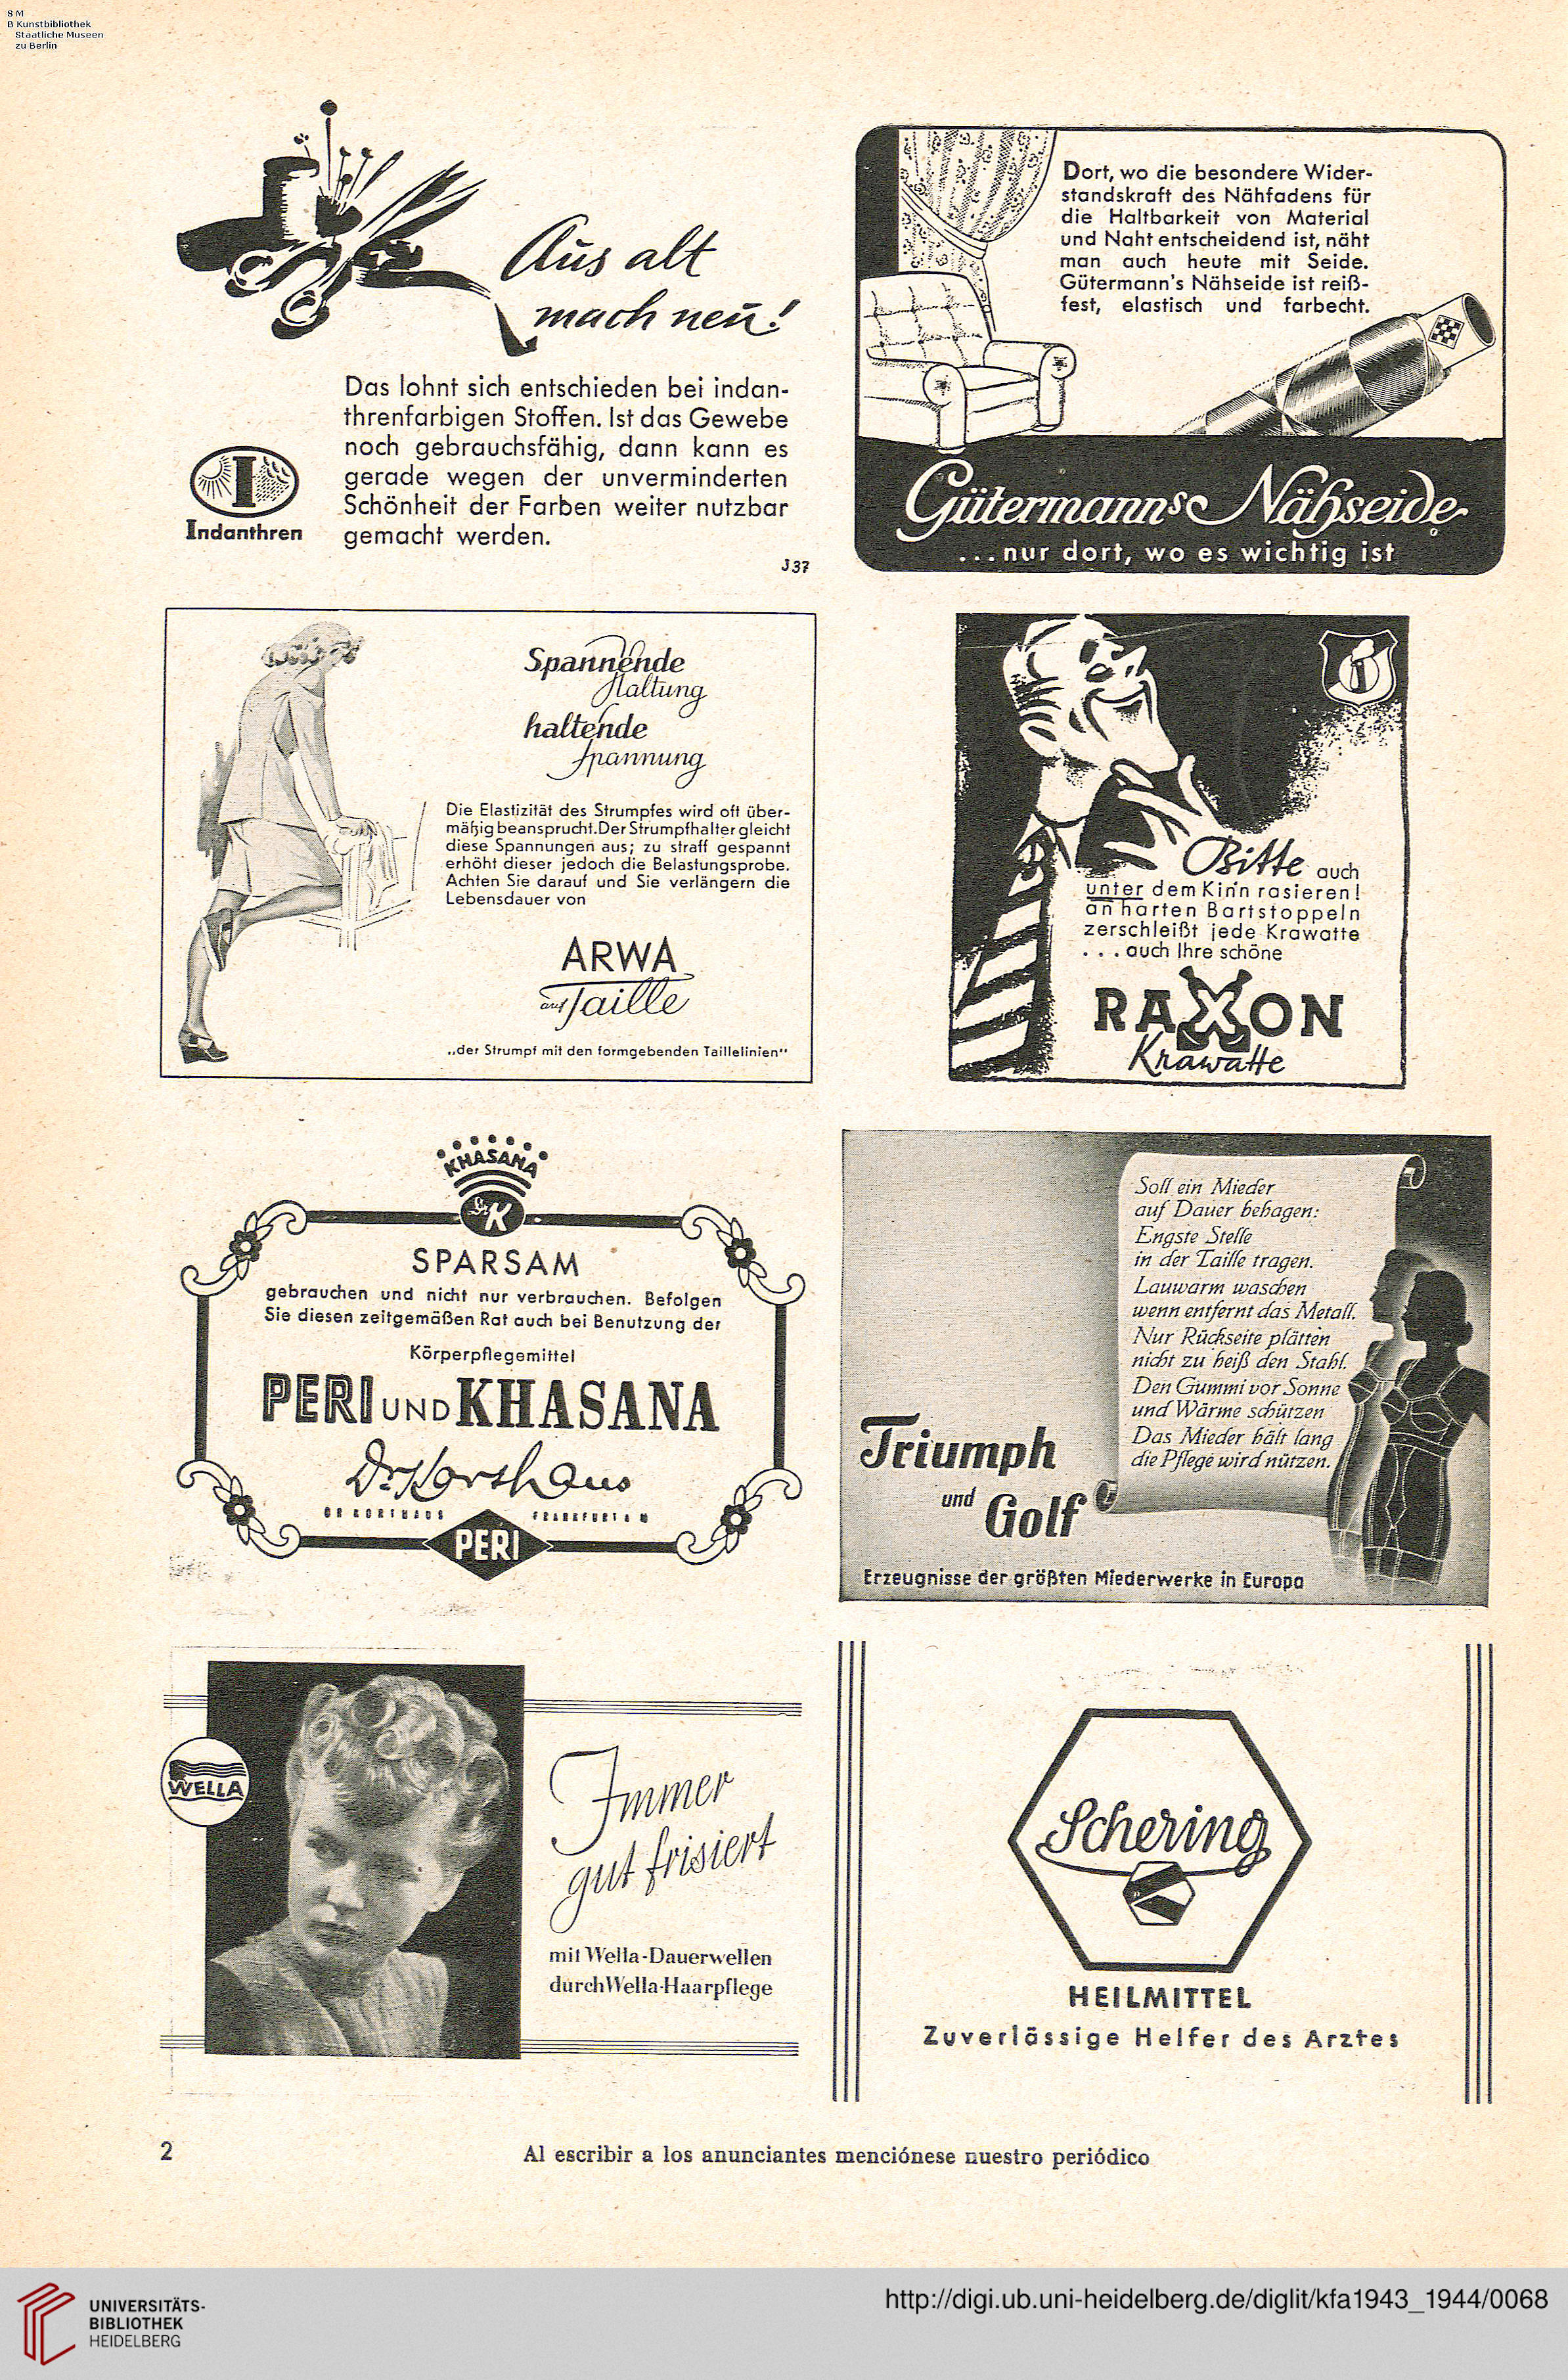 S M
B Kunstbibliothek
Staatliche Museen
zu Berlin
Aus alt
mach neu!
Das lohnt sich entschieden bei indan-
threnfarbigen Stoffen. Ist das Gewebe
noch gebrauchsfähig, dann kann es
gerade wegen der unverminderten
Schönheit der Farben weiter nutzbar
gemacht werden.
I
Indanthren
J 37
Dort, wo die besondere Wider-
standskraft des Nähfadens für
die Haltbarkeit von Material
und Naht entscheidend ist, näht
man auch heute mit Seide.
Gütermann's Nähseide ist reiß-
fest, elastisch und farbecht.
Gütermanns Nähseide
...nur dort, wo es wichtig ist
Spannende
Haltung
haltende
Spannung
Die Elastizität des Strumpfes wird oft über-
mäßig beansprucht. Der Strumpfhalter gleicht
diese Spannungen aus; zu straff gespannt
erhöht dieser jedoch die Belastungsprobe.
Achten Sie darauf und Sie verlängern die
Lebensdauer von
ARWA
auf Taille
„der Strumpf mit den formgebenden Taillelinien"
Bitte auch
unter dem Kinn rasieren!
an harten Bartstoppeln
zerschleißt jede Krawatte
...auch Ihre schöne
RAXON
Krawatte
KHASANA
Dr. K
SPARSAM
gebrauchen und nicht nur verbrauchen. Befolgen
Sie diesen zeitgemäßen Rat auch bei Benutzung der
Körperpflegemittel
PERI UND KHASANA
Dr. Korthaus
DR KORTHAUS FRANKFURT A M
PERI
Soll ein Mieder
auf Dauer behagen:
Engste Stelle
in der Taille tragen.
Lauwarm waschen
wenn entfernt das Metall.
Nur Rückseite plätten
nicht zu heiß den Stahl.
Den Gummi vor Sonne
und Wärme schützen
Das Mieder hält lang
die Pflege wird nützen.
Triumph
und Golf
Erzeugnisse der größten Miederwerke in Europa
WELLA
Immer
gut frisiert
mit Wella-Dauerwellen
durch Wella-Haarpflege
Schering
HEILMITTEL
Zuverlässige Helfer des Arztes
2
Al escribir a los anunciantes menciónese nuestro periódico
UNIVERSITÄTS-
BIBLIOTHEK
HEIDELBERG
http://digi.ub.uni-heidelberg.de/diglit/kfa1943_1944/0068